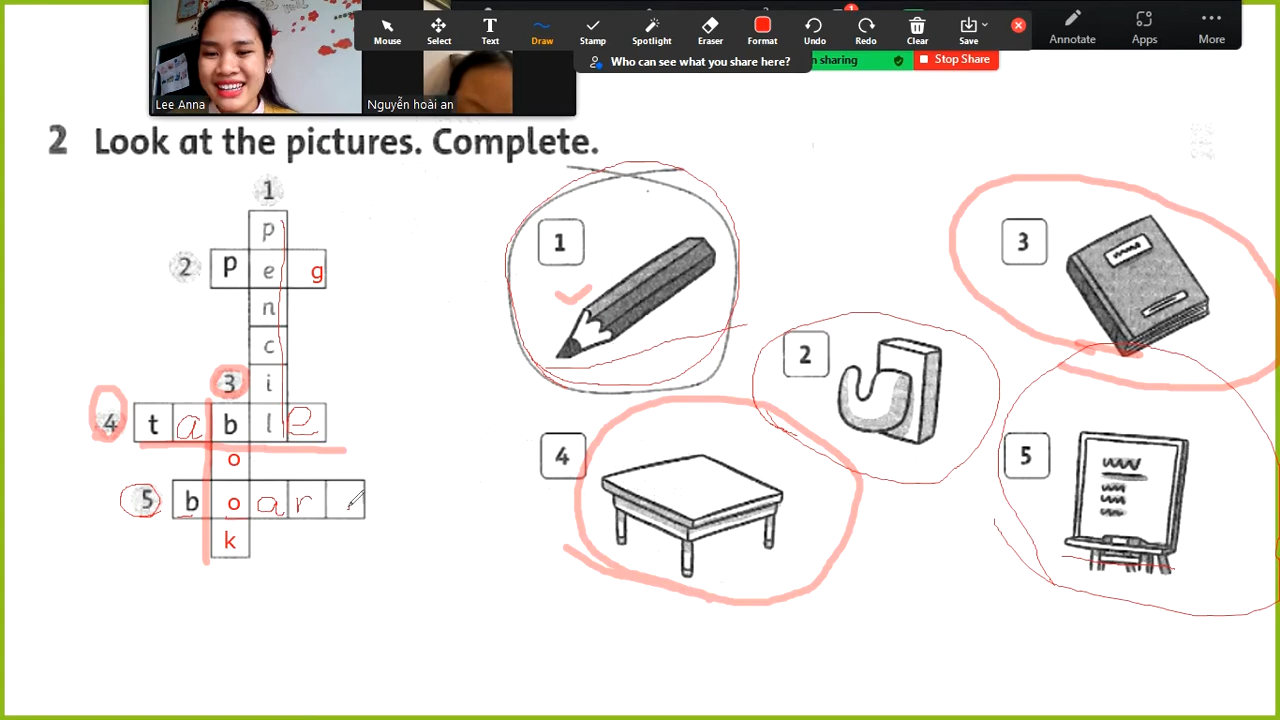 Mouse Select Text Draw Stamp Spotlight Eraser Format Undo Redo Clear Save Annotate Apps More
Who can see what you share here? sharing Stop Share
Lee Anna Nguyễn hoài an
2 Look at the pictures. Complete.
1
p
2 p e g
n
c
3 i
4 t a b l e
o
5 b o a r
k
1
3
2
4
5